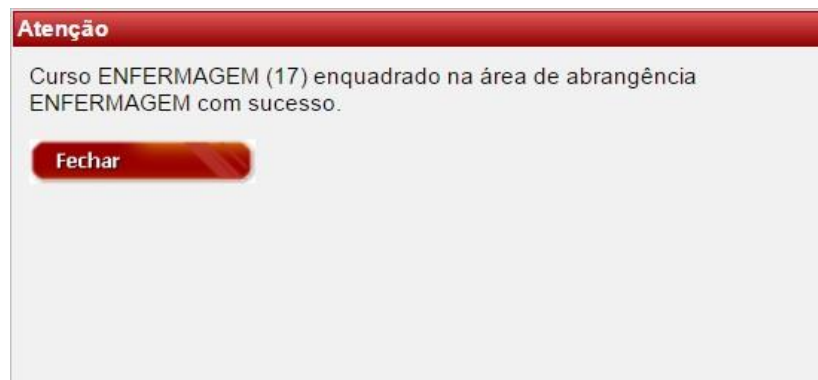 Atenção
Curso ENFERMAGEM (17) enquadrado na área de abrangência
ENFERMAGEM com sucesso.
Fechar